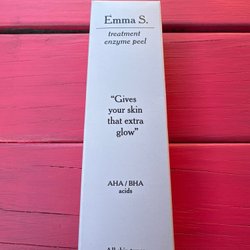 Emma S.
treatment
enzyme peel
"Gives
your skin
that extra
glow"
AHA / BHA
acids